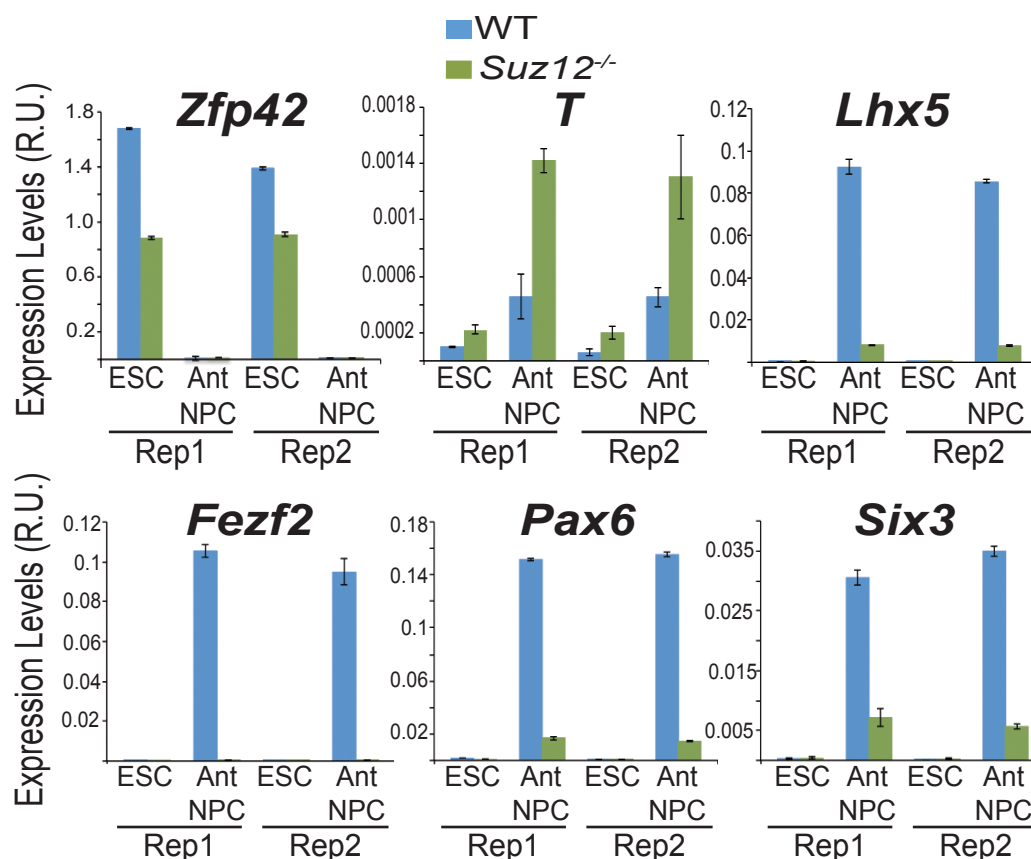 WT
Suz12-/-
Expression Levels (R.U.)
Zfp42
1.8
1.4
1.0
0.6
0.2
ESC Ant ESC Ant
NPC NPC
Rep1 Rep2
T
0.0018
0.0014
0.001
0.0006
0.0002
ESC Ant ESC Ant
NPC NPC
Rep1 Rep2
Lhx5
0.12
0.1
0.08
0.06
0.04
0.02
ESC Ant ESC Ant
NPC NPC
Rep1 Rep2
Expression Levels (R.U.)
Fezf2
0.12
0.1
0.08
0.06
0.04
0.02
ESC Ant ESC Ant
NPC NPC
Rep1 Rep2
Pax6
0.18
0.14
0.1
0.06
0.02
ESC Ant ESC Ant
NPC NPC
Rep1 Rep2
Six3
0.035
0.025
0.015
0.005
ESC Ant ESC Ant
NPC NPC
Rep1 Rep2